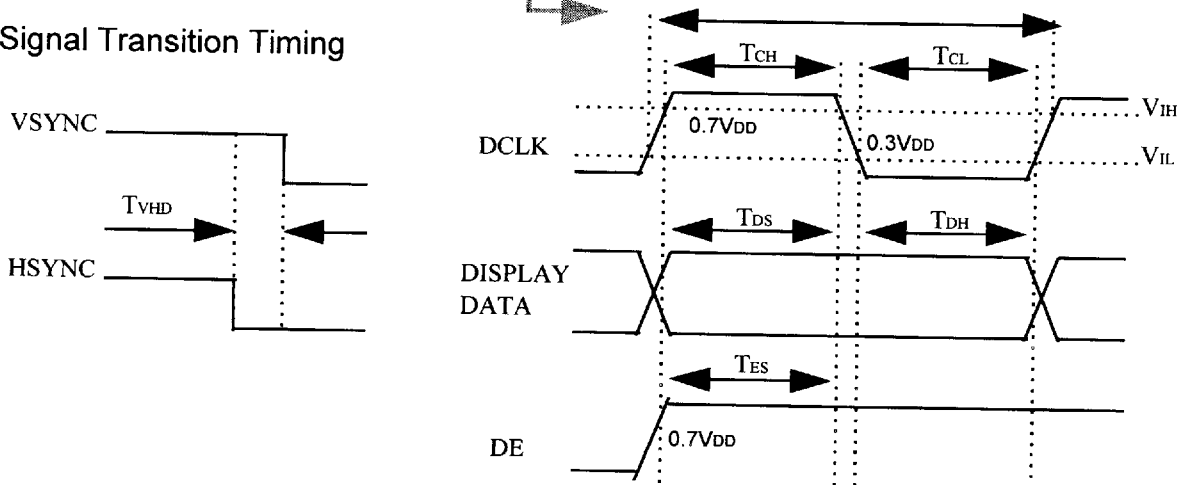 Signal Transition Timing
VSYNC
TVHD
HSYNC
TCH
TCL
VIH
0.7VDD
DCLK
0.3VDD
VIL
TDS
TDH
DISPLAY
DATA
TES
0.7VDD
DE